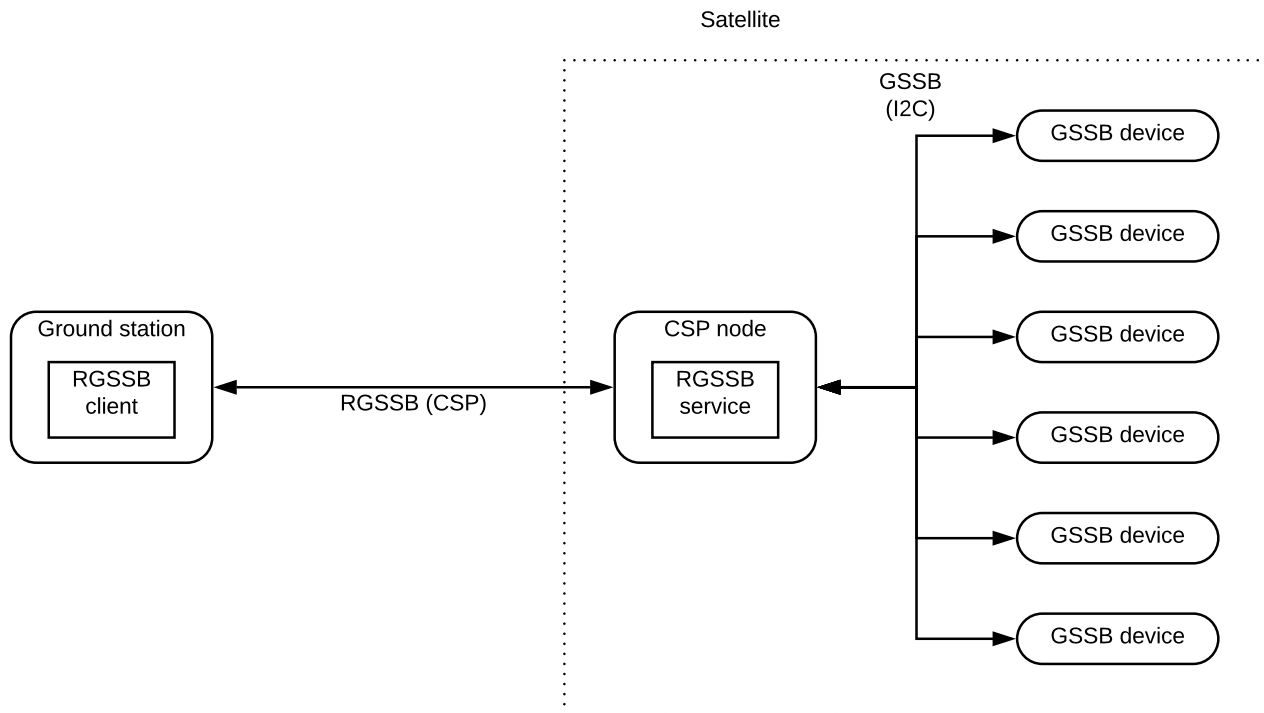 Satellite
GSSB
(I2C)
GSSB device
GSSB device
GSSB device
GSSB device
GSSB device
GSSB device
Ground station
RGSSB
client
RGSSB (CSP)
CSP node
RGSSB
service